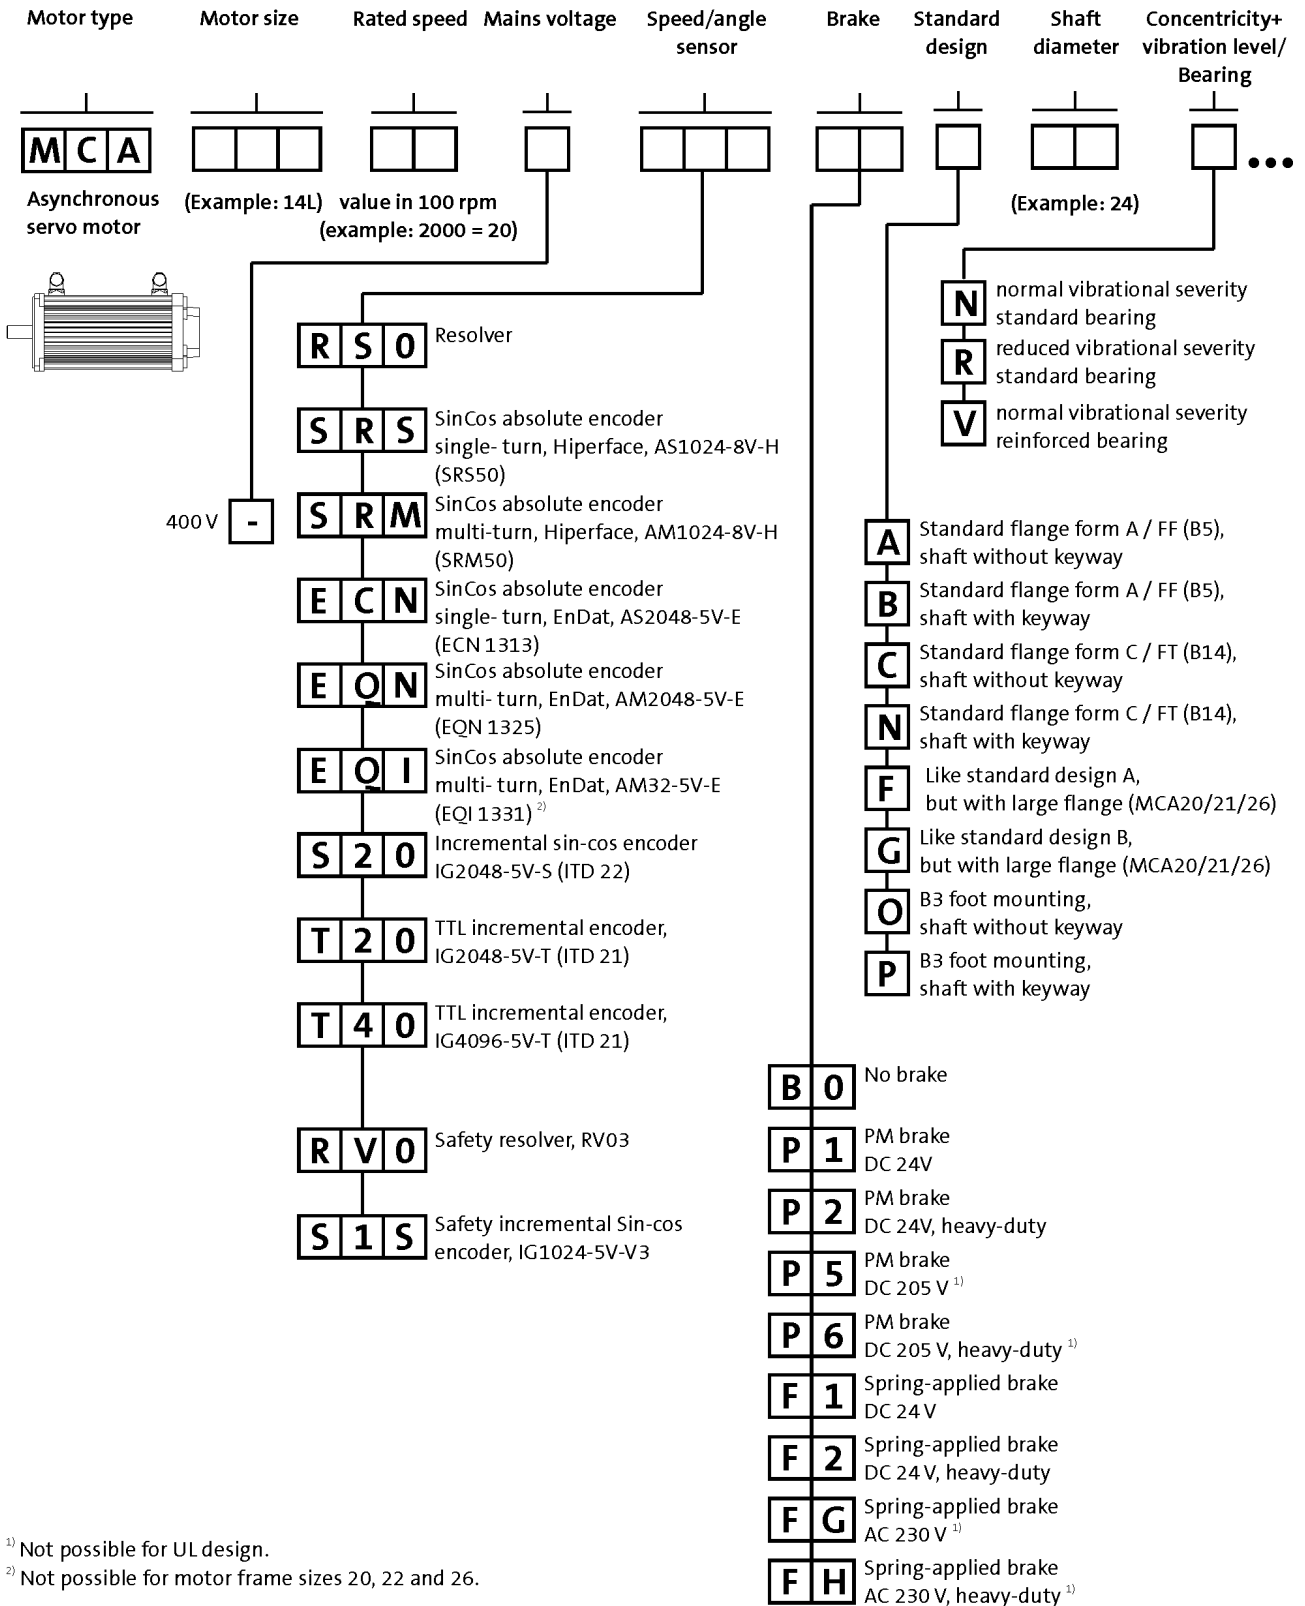 Motor type
Motor size
Rated speed
Mains voltage
Speed/angle
sensor
Brake
Standard
design
Shaft
diameter
Concentricity+
vibration level/
Bearing
M C A
•••
Asynchronous
servo motor
(Example: 14L)
value in 100 rpm
(example: 2000 = 20)
(Example: 24)
400 V -
R S 0 Resolver
S R S SinCos absolute encoder
single- turn, Hiperface, AS1024-8V-H
(SRS50)
S R M SinCos absolute encoder
multi-turn, Hiperface, AM1024-8V-H
(SRM50)
E C N SinCos absolute encoder
single- turn, EnDat, AS2048-5V-E
(ECN 1313)
E Q N SinCos absolute encoder
multi- turn, EnDat, AM2048-5V-E
(EQN 1325)
E Q I SinCos absolute encoder
multi- turn, EnDat, AM32-5V-E
(EQI 1331) 2)
S 2 0 Incremental sin-cos encoder
IG2048-5V-S (ITD 22)
T 2 0 TTL incremental encoder,
IG2048-5V-T (ITD 21)
T 4 0 TTL incremental encoder,
IG4096-5V-T (ITD 21)
R V 0 Safety resolver, RV03
S 1 S Safety incremental Sin-cos
encoder, IG1024-5V-V3
N normal vibrational severity
standard bearing
R reduced vibrational severity
standard bearing
V normal vibrational severity
reinforced bearing
A Standard flange form A / FF (B5),
shaft without keyway
B Standard flange form A / FF (B5),
shaft with keyway
C Standard flange form C / FT (B14),
shaft without keyway
N Standard flange form C / FT (B14),
shaft with keyway
F Like standard design A,
but with large flange (MCA20/21/26)
G Like standard design B,
but with large flange (MCA20/21/26)
O B3 foot mounting,
shaft without keyway
P B3 foot mounting,
shaft with keyway
B 0 No brake
P 1 PM brake
DC 24V
P 2 PM brake
DC 24V, heavy-duty
P 5 PM brake
DC 205 V 1)
P 6 PM brake
DC 205 V, heavy-duty 1)
F 1 Spring-applied brake
DC 24 V
F 2 Spring-applied brake
DC 24 V, heavy-duty
F G Spring-applied brake
AC 230 V 1)
F H Spring-applied brake
AC 230 V, heavy-duty 1)
1) Not possible for UL design.
2) Not possible for motor frame sizes 20, 22 and 26.